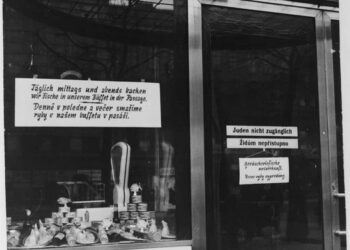 Täglich mittags und abends backen
wir Fische in unserem Büffet in der Passage.
Denně v poledne a večer smažíme
ryby v našem buffetu v pasáži.
Juden nicht zugänglich
Židům nepřístupno